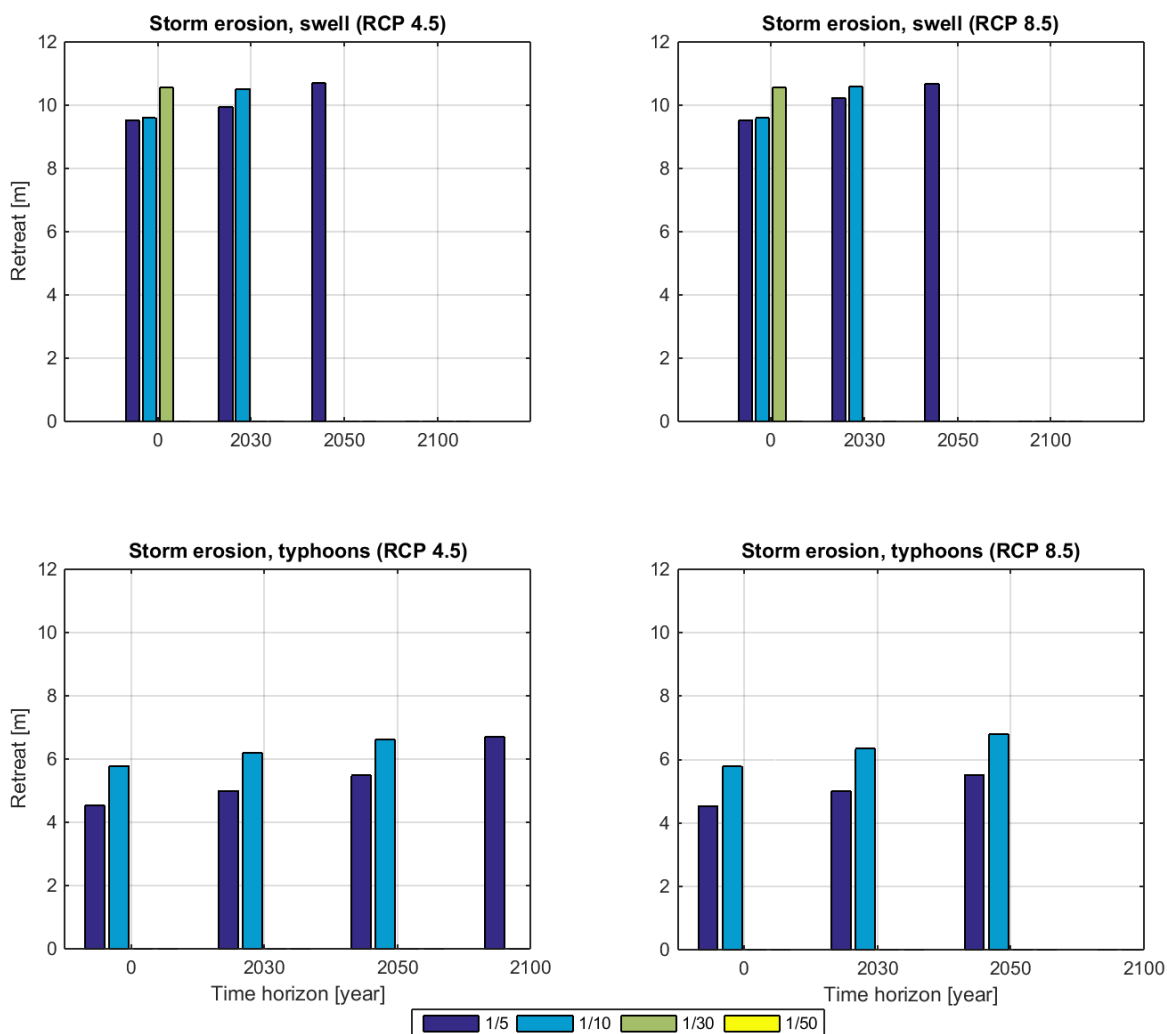 Storm erosion, swell (RCP 4.5)
12
10
8
6
4
2
0
Retreat [m]
0 2030 2050 2100
Storm erosion, swell (RCP 8.5)
12
10
8
6
4
2
0
0 2030 2050 2100
Storm erosion, typhoons (RCP 4.5)
12
10
8
6
4
2
0
Retreat [m]
0 2030 2050 2100
Time horizon [year]
Storm erosion, typhoons (RCP 8.5)
12
10
8
6
4
2
0
0 2030 2050 2100
Time horizon [year]
1/5 1/10 1/30 1/50